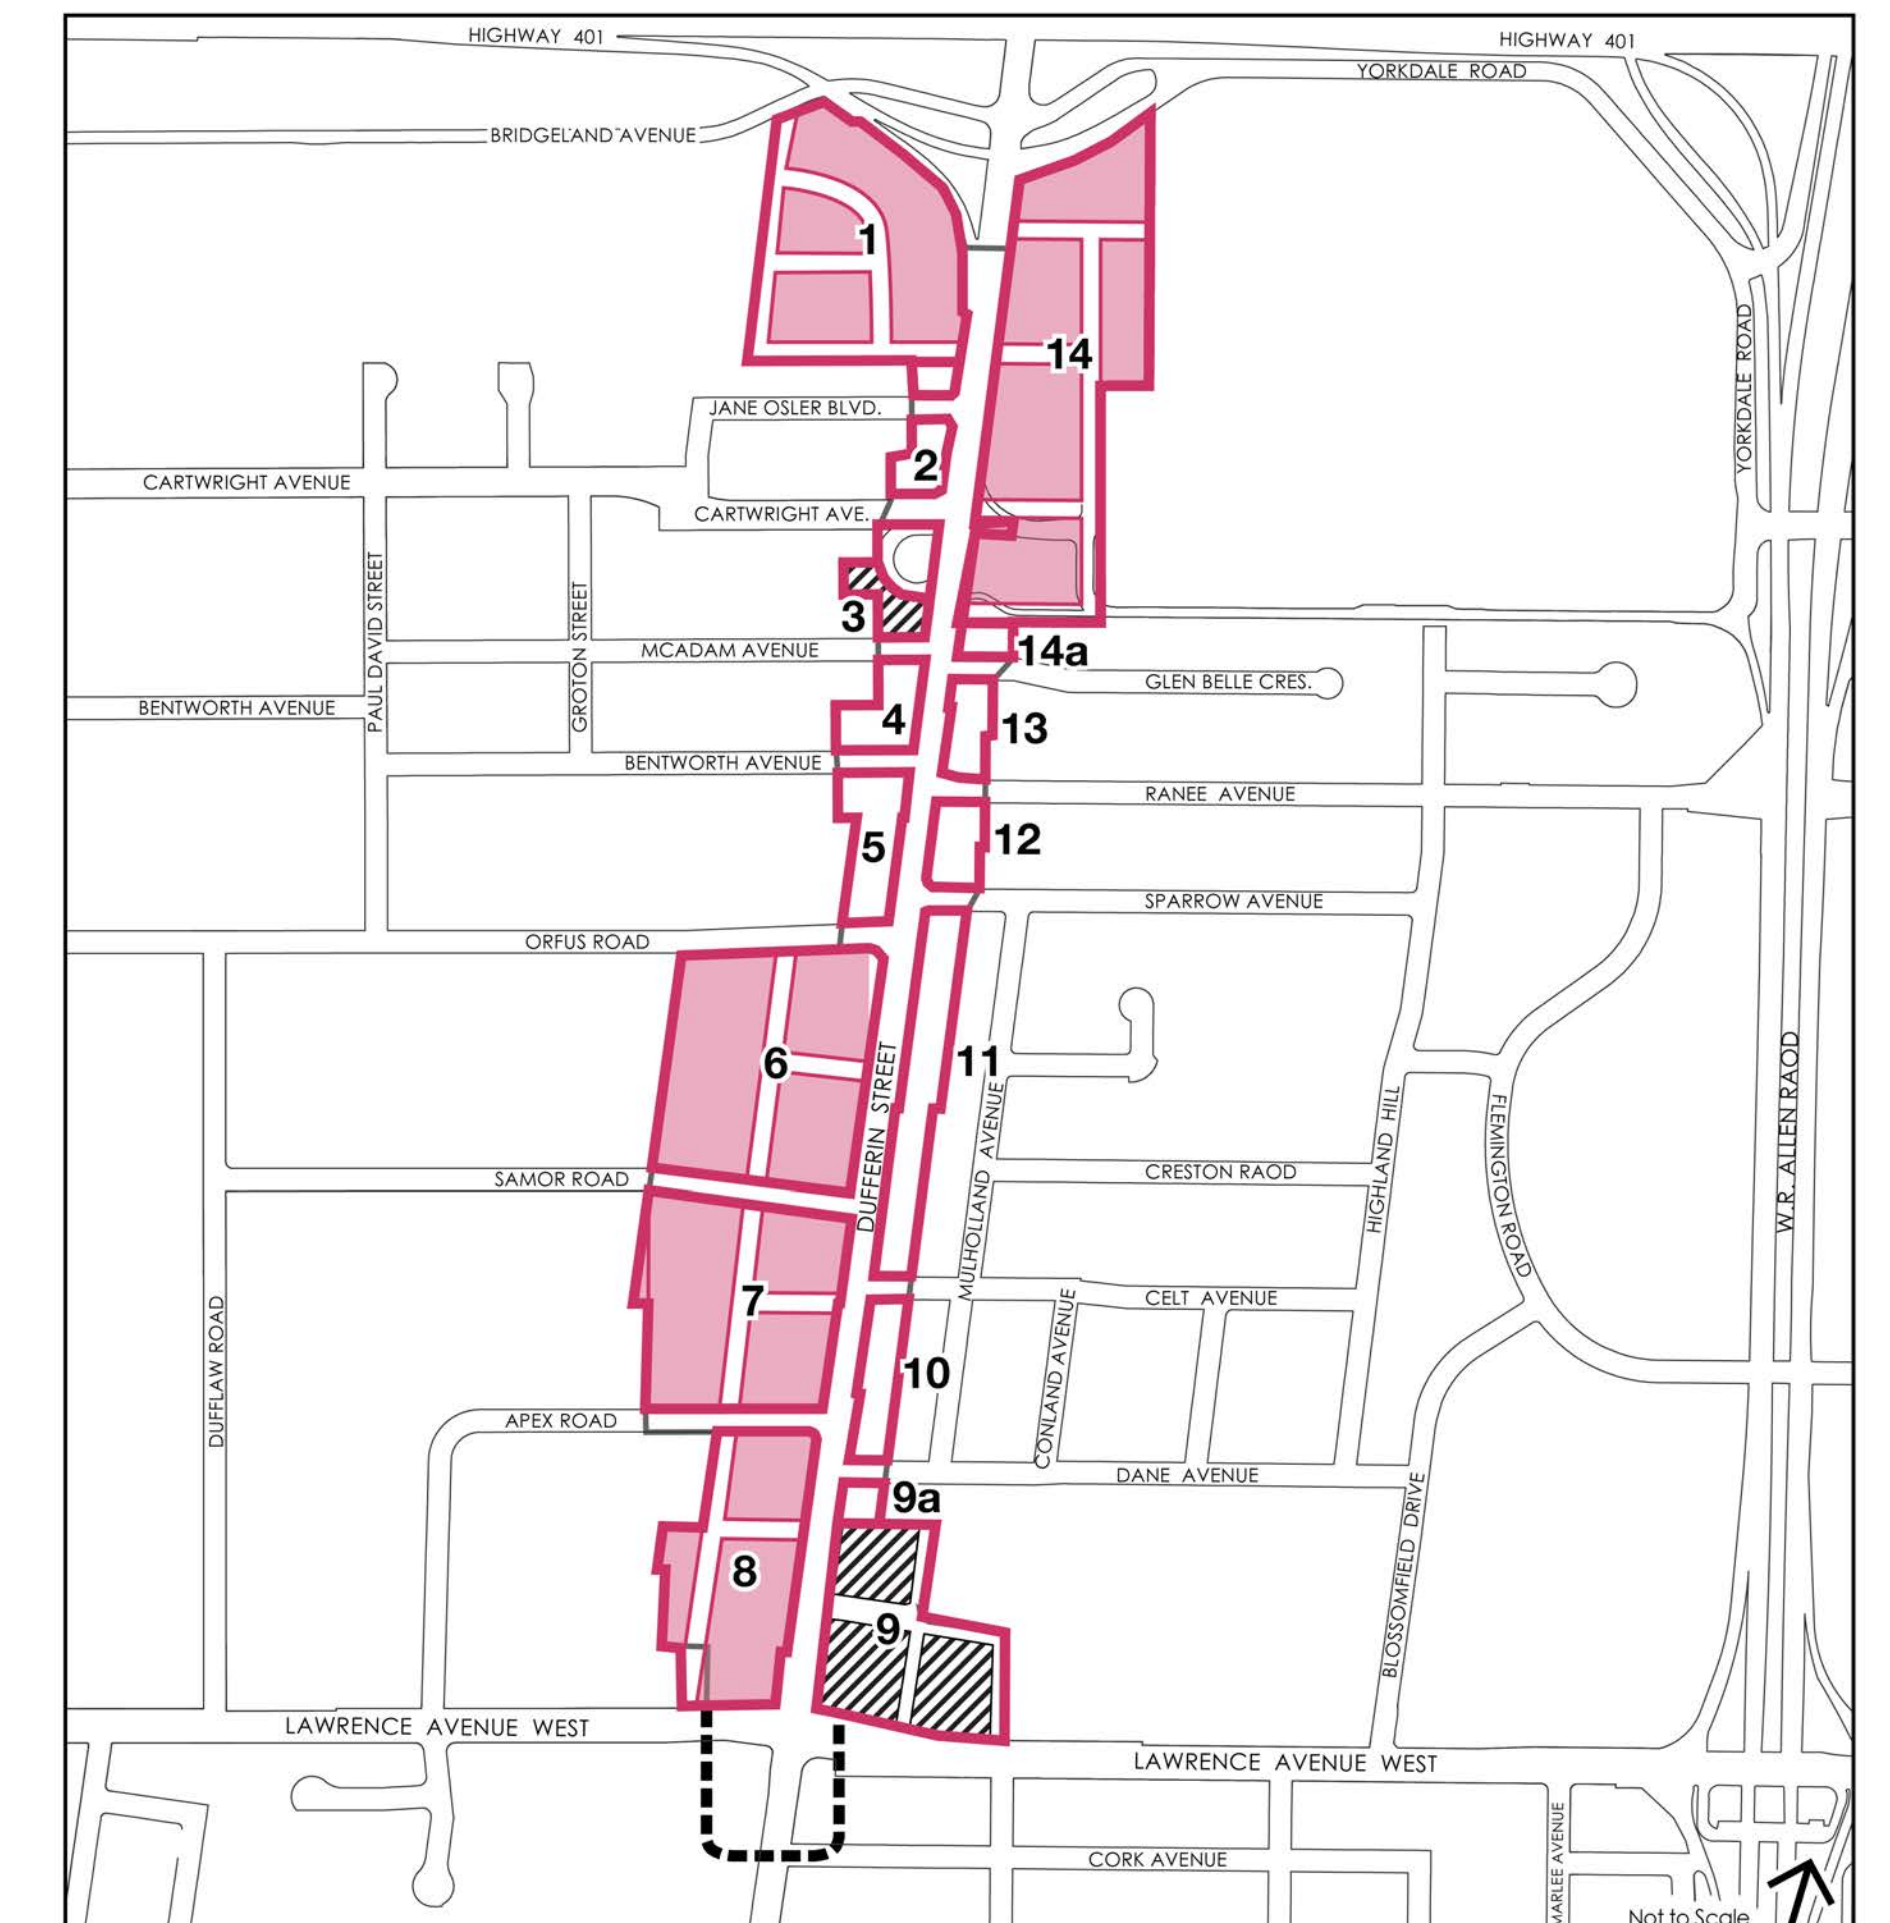 HIGHWAY 401
HIGHWAY 401
YORKDALE ROAD
BRIDGELAND AVENUE
1
14
YORKDALE ROAD
JANE OSLER BLVD.
2
CARTWRIGHT AVENUE
CARTWRIGHT AVE.
PAUL DAVID STREET
GROTON STREET
3
MCADAM AVENUE
14a
GLEN BELLE CRES.
BENTWORTH AVENUE
4
13
BENTWORTH AVENUE
RANEE AVENUE
5
12
SPARROW AVENUE
ORFUS ROAD
6
DUFFERIN STREET
11
MULHOLLAND AVENUE
HIGHLAND HILL
FLEMINGTON ROAD
W.R. ALLEN RAOD
SAMOR ROAD
CRESTON RAOD
7
CELT AVENUE
DUFFLAW ROAD
10
CONLAND AVENUE
APEX ROAD
DANE AVENUE
9a
8
BLOSSOMFIELD DRIVE
9
LAWRENCE AVENUE WEST
LAWRENCE AVENUE WEST
CORK AVENUE
MARLEE AVENUE
Not to Scale